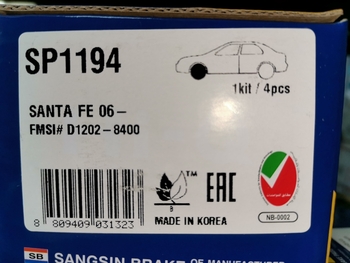 SP1194
1kit / 4pcs
SANTA FE 06-
FMSI# D1202-8400
TM
B
EAC
8 809409 031323
MADE IN KOREA
NB-0002
SB
SANGSIN BRAKE